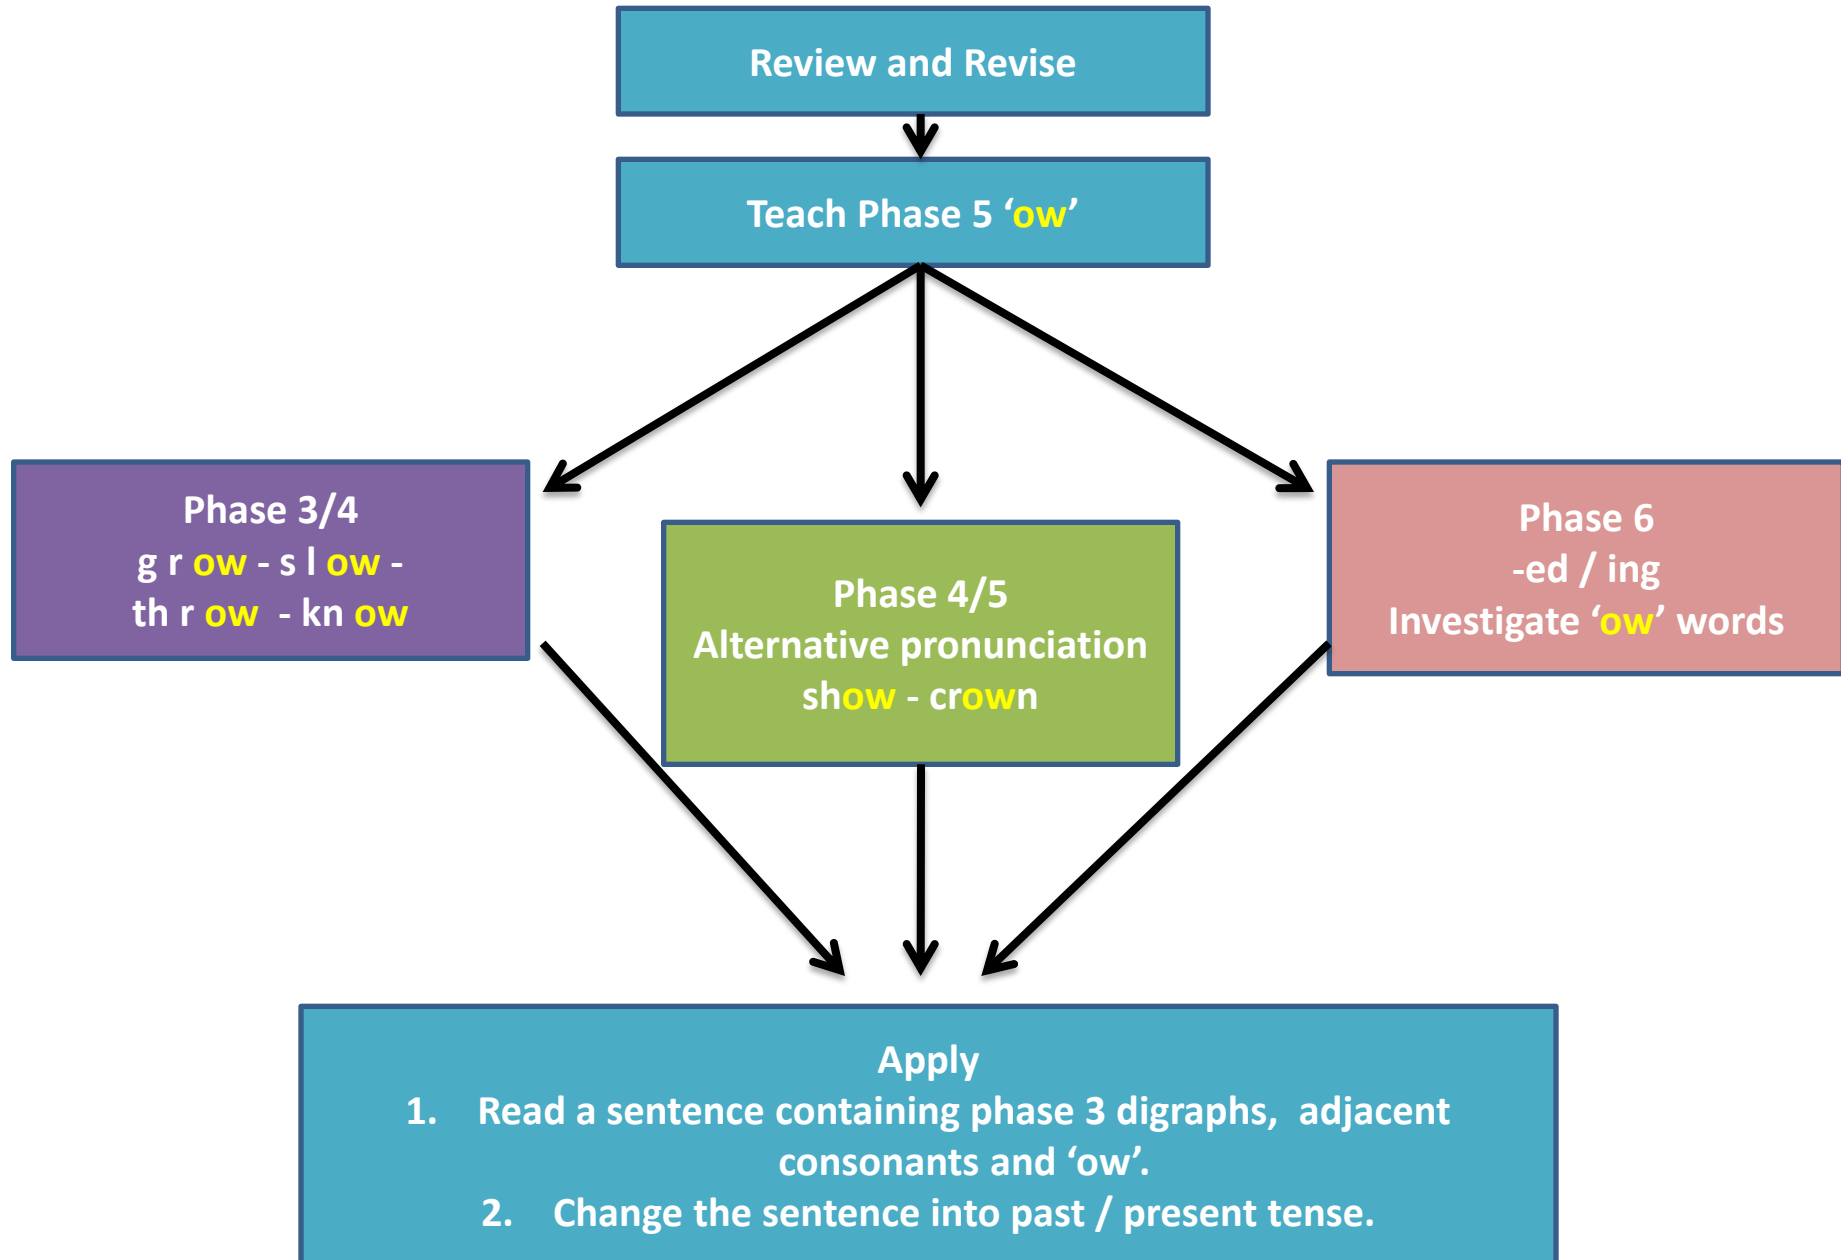 Review and Revise
Teach Phase 5 ‘ow’
Phase 3/4
g r ow - s l ow -
th r ow - kn ow
Phase 4/5
Alternative pronunciation
show - crown
Phase 6
-ed / ing
Investigate ‘ow’ words
Apply
1. Read a sentence containing phase 3 digraphs, adjacent
consonants and ‘ow’.
2. Change the sentence into past / present tense.